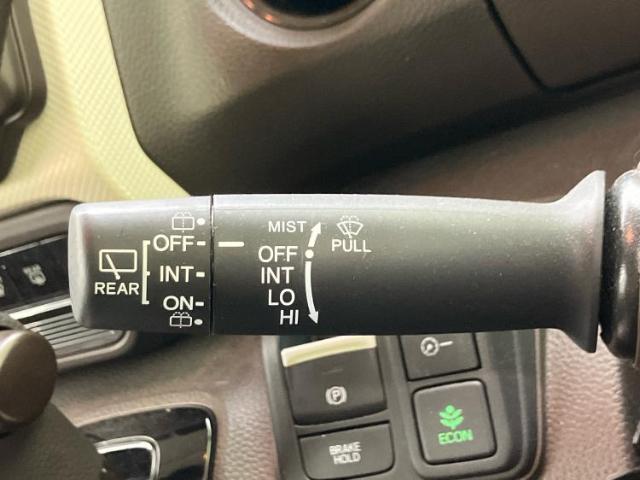 REAR
OFF
INT
ON
MIST
PULL
OFF
INT
LO
HI
P
BRAKE
HOLD
ECON